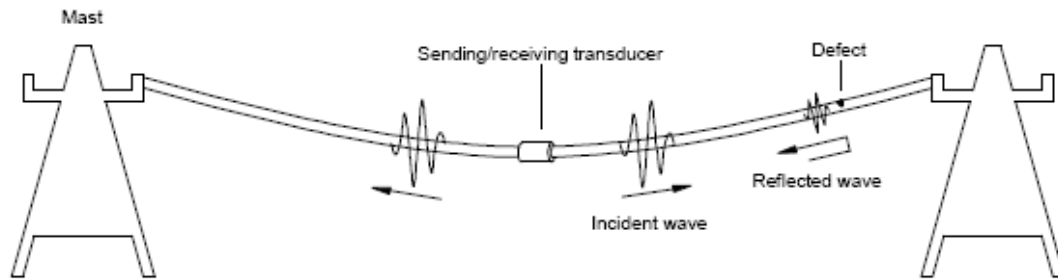 Mast
Sending/receiving transducer
Defect
Reflected wave
Incident wave